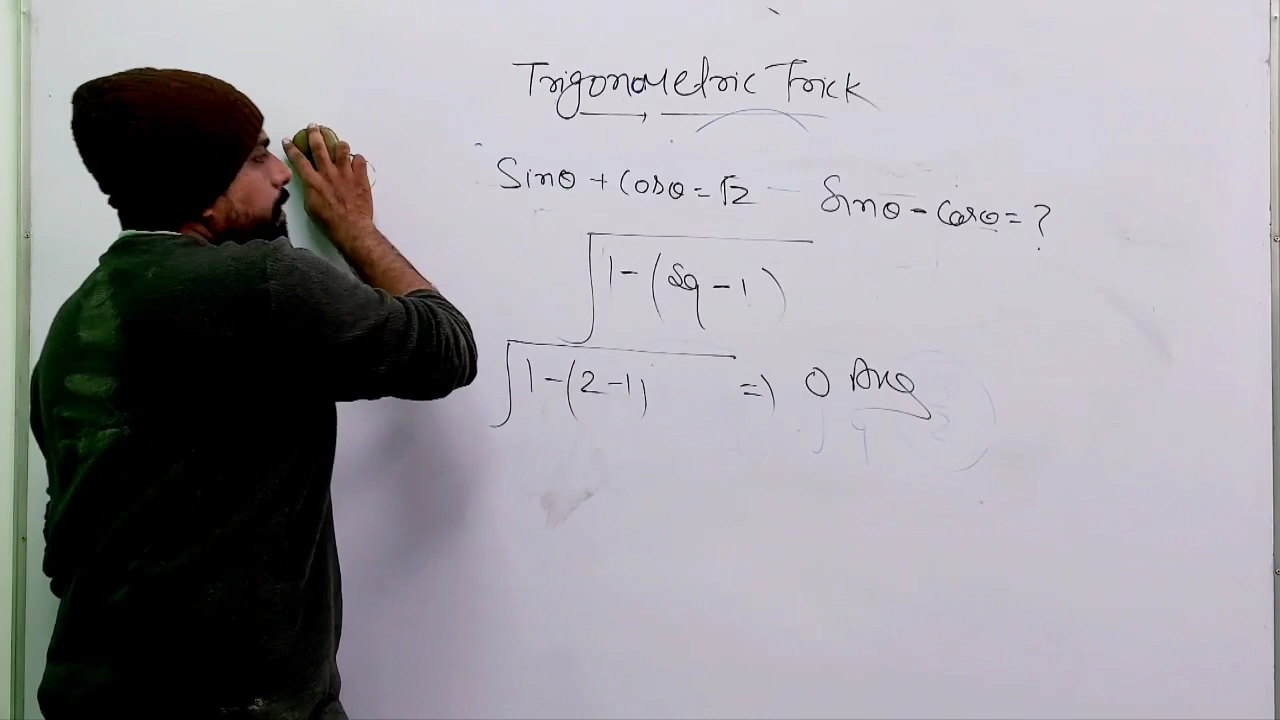 Trigonometric Trick
Sinθ + Cosθ = √2 Sinθ - Cosθ = ?
√1 - (Sq - 1)
√1 - (2 - 1) => 0 Ans